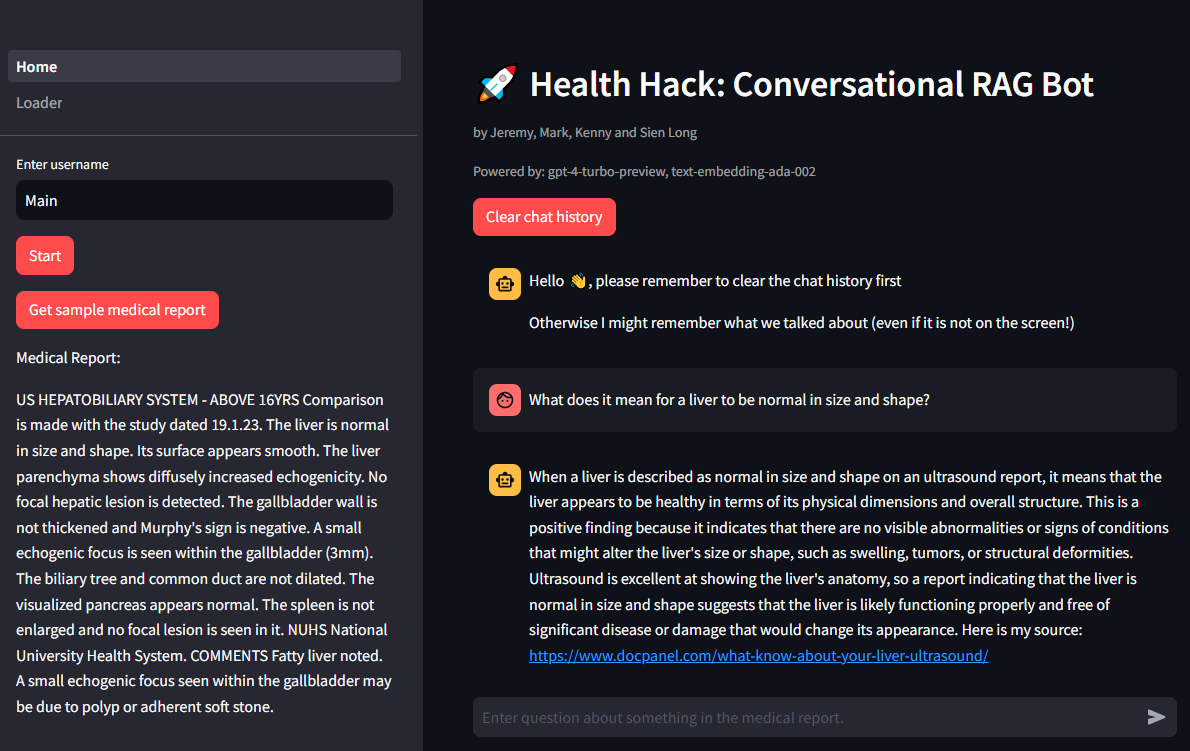 Home
Loader
Enter username
Main
Start
Get sample medical report
Medical Report:
US HEPATOBILIARY SYSTEM - ABOVE 16YRS Comparison
is made with the study dated 19.1.23. The liver is normal
in size and shape. Its surface appears smooth. The liver
parenchyma shows diffusely increased echogenicity. No
focal hepatic lesion is detected. The gallbladder wall is
not thickened and Murphy's sign is negative. A small
echogenic focus is seen within the gallbladder (3mm).
The biliary tree and common duct are not dilated. The
visualized pancreas appears normal. The spleen is not
enlarged and no focal lesion is seen in it. NUHS National
University Health System. COMMENTS Fatty liver noted.
A small echogenic focus seen within the gallbladder may
be due to polyp or adherent soft stone.
🚀 Health Hack: Conversational RAG Bot
by Jeremy, Mark, Kenny and Sien Long
Powered by: gpt-4-turbo-preview, text-embedding-ada-002
Clear chat history
Hello 👋, please remember to clear the chat history first
Otherwise I might remember what we talked about (even if it is not on the screen!)
What does it mean for a liver to be normal in size and shape?
When a liver is described as normal in size and shape on an ultrasound report, it means that the
liver appears to be healthy in terms of its physical dimensions and overall structure. This is a
positive finding because it indicates that there are no visible abnormalities or signs of conditions
that might alter the liver's size or shape, such as swelling, tumors, or structural deformities.
Ultrasound is excellent at showing the liver's anatomy, so a report indicating that the liver is
normal in size and shape suggests that the liver is likely functioning properly and free of
significant disease or damage that would change its appearance. Here is my source:
https://www.docpanel.com/what-know-about-your-liver-ultrasound/
Enter question about something in the medical report.